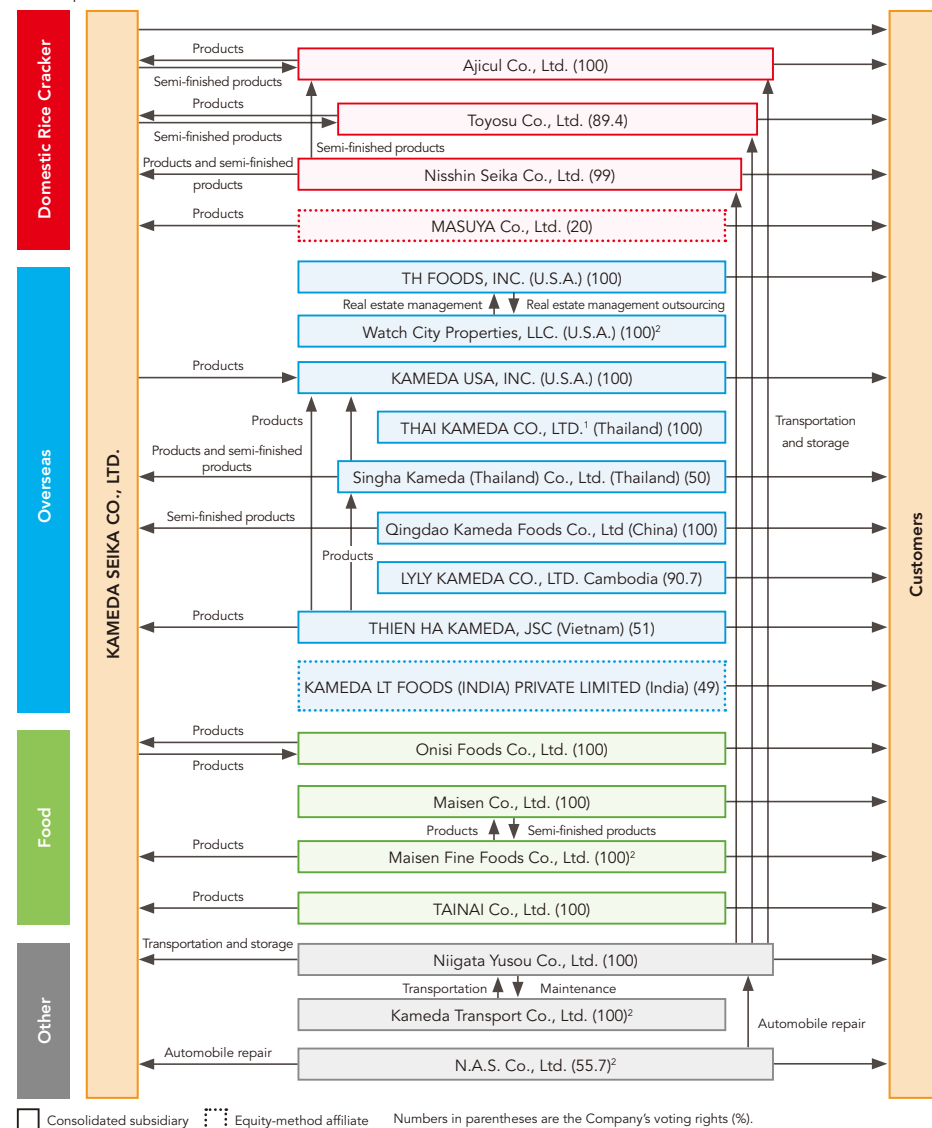 Domestic Rice Cracker
Overseas
Food
Other
KAMEDA SEIKA CO., LTD.
Customers
Products
Ajicul Co., Ltd. (100)
Semi-finished products
Products
Toyosu Co., Ltd. (89.4)
Semi-finished products
Semi-finished products
Products and semi-finished
products
Nisshin Seika Co., Ltd. (99)
Products
MASUYA Co., Ltd. (20)
TH FOODS, INC. (U.S.A.) (100)
Real estate management
Real estate management outsourcing
Watch City Properties, LLC. (U.S.A.) (100)2
Products
KAMEDA USA, INC. (U.S.A.) (100)
Products
THAI KAMEDA CO., LTD.1 (Thailand) (100)
Transportation
and storage
Products and semi-finished
products
Singha Kameda (Thailand) Co., Ltd. (Thailand) (50)
Semi-finished products
Qingdao Kameda Foods Co., Ltd (China) (100)
Products
LYLY KAMEDA CO., LTD. Cambodia (90.7)
Products
THIEN HA KAMEDA, JSC (Vietnam) (51)
KAMEDA LT FOODS (INDIA) PRIVATE LIMITED (India) (49)
Products
Onisi Foods Co., Ltd. (100)
Products
Maisen Co., Ltd. (100)
Products
Semi-finished products
Products
Maisen Fine Foods Co., Ltd. (100)2
Products
TAINAI Co., Ltd. (100)
Transportation and storage
Niigata Yusou Co., Ltd. (100)
Transportation
Maintenance
Kameda Transport Co., Ltd. (100)2
Automobile repair
Automobile repair
N.A.S. Co., Ltd. (55.7)2
Consolidated subsidiary
Equity-method affiliate
Numbers in parentheses are the Company's voting rights (%).